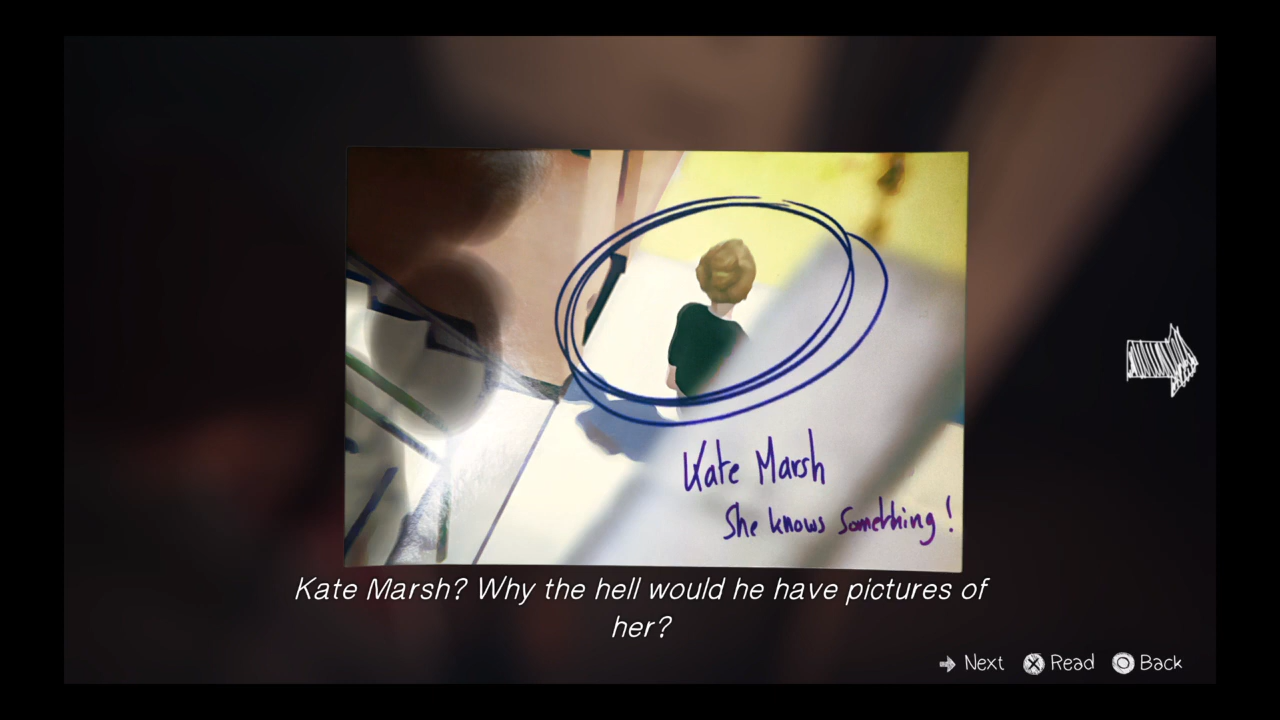 Kate Marsh
She knows Something!
Kate Marsh? Why the hell would he have pictures of
her?
Next Read Back